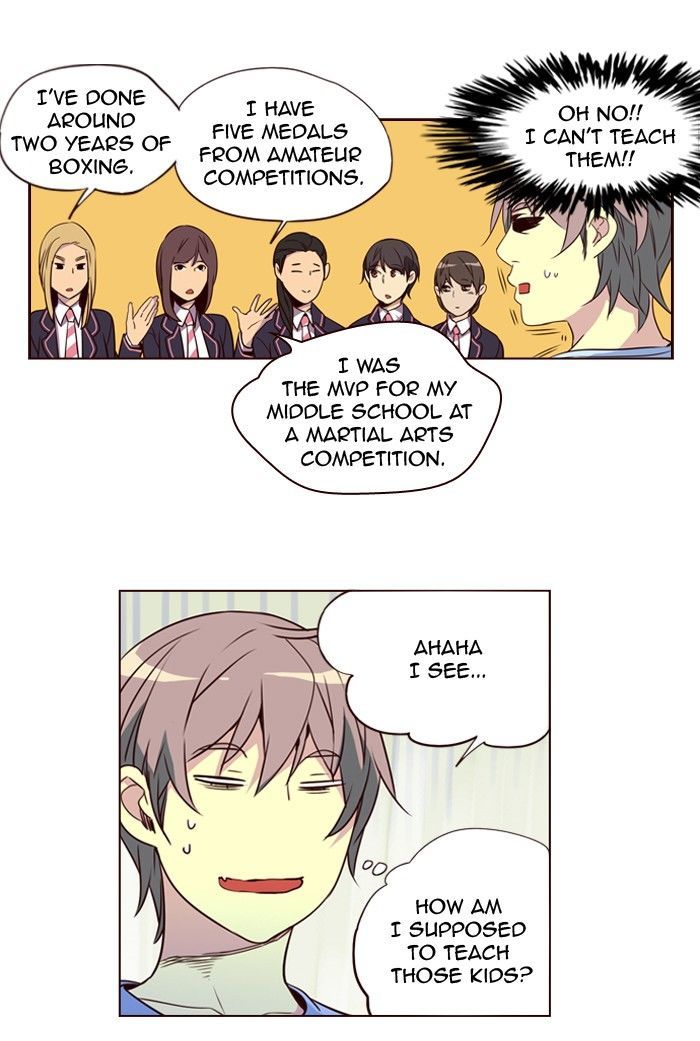 I'VE DONE
AROUND
TWO YEARS OF
BOXING.
I HAVE
FIVE MEDALS
FROM AMATEUR
COMPETITIONS.
OH NO!!
I CAN'T TEACH
THEM!!
I WAS
THE MVP FOR MY
MIDDLE SCHOOL AT
A MARTIAL ARTS
COMPETITION.
AHAHA
I SEE...
HOW AM
I SUPPOSED
TO TEACH
THOSE KIDS?